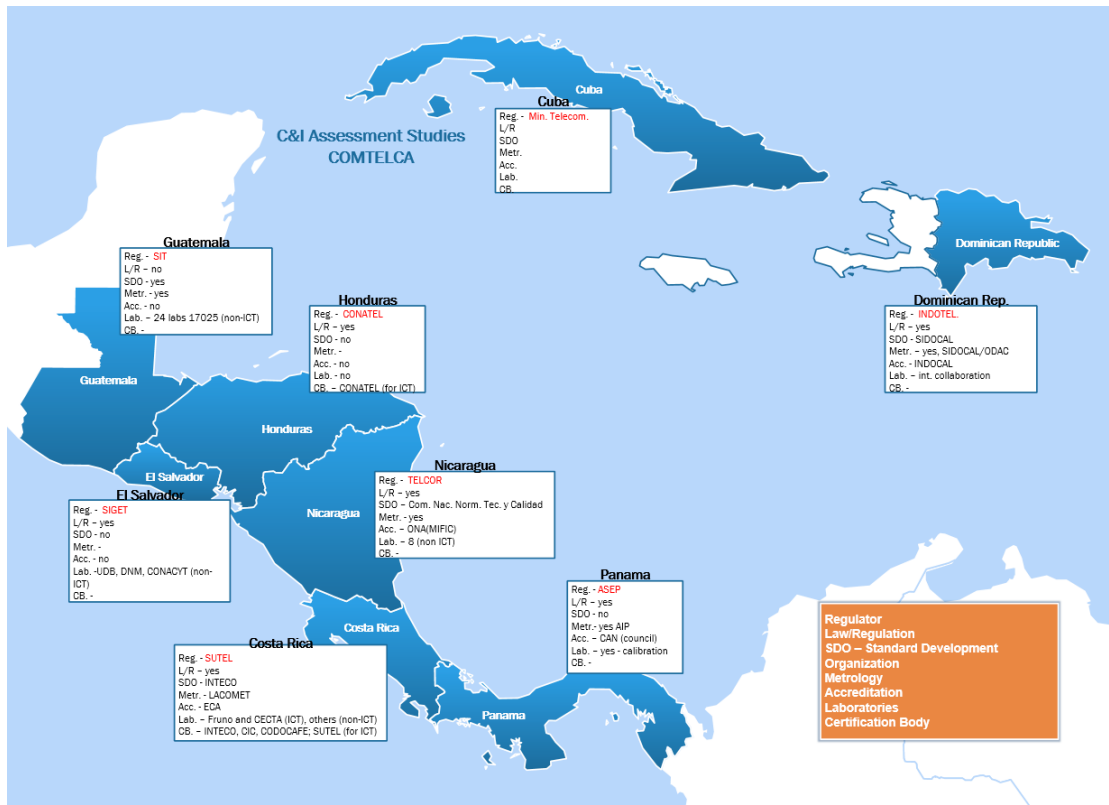 Cuba
Cuba
Reg. - Min. Telecom.
L/R
SDO
Metr.
Acc.
Lab.
CB.
C&I Assessment Studies
COMTELCA
Guatemala
Reg. - SIT
L/R – no
SDO - yes
Metr. - yes
Acc. - no
Lab. – 24 labs 17025 (non-ICT)
CB. -
Guatemala
Honduras
Reg. - CONATEL
L/R – yes
SDO - no
Metr. -
Acc. - no
Lab. - no
CB. – CONATEL (for ICT)
Honduras
Dominican Republic
Dominican Rep.
Reg. - INDOTEL.
L/R – yes
SDO - SIDOCAL
Metr. – yes, SIDOCAL/ODAC
Acc. - INDOCAL
Lab. – int. collaboration
CB. -
El Salvador
El Salvador
Reg. - SIGET
L/R – yes
SDO - no
Metr. -
Acc. - no
Lab. -UDB, DNM, CONACYT (non-
ICT)
CB. -
Nicaragua
Reg. - TELCOR
L/R – yes
SDO – Com. Nac. Norm. Tec. y Calidad
Metr. - yes
Acc. – ONA(MIFIC)
Lab. - 8 (non ICT)
CB. -
Nicaragua
Panama
Reg. - ASEP
L/R – yes
SDO - no
Metr.- yes AIP
Acc. – CAN (council)
Lab. – yes - calibration
CB. -
Costa Rica
Costa Rica
Reg. - SUTEL
L/R – yes
SDO - INTECO
Metr. - LACOMET
Acc. - ECA
Lab. – Fruno and CECTA (ICT), others (non-ICT)
CB. – INTECO, CIC, CODOCAFE; SUTEL (for ICT)
Panama
Regulator
Law/Regulation
SDO – Standard Development
Organization
Metrology
Accreditation
Laboratories
Certification Body